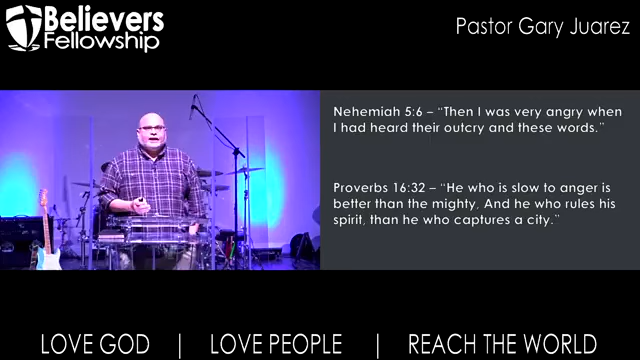 Believers
Fellowship
Pastor Gary Juarez
Nehemiah 5:6 – “Then I was very angry when
I had heard their outcry and these words.”
Proverbs 16:32 – “He who is slow to anger is
better than the mighty, And he who rules his
spirit, than he who captures a city.”
LOVE GOD | LOVE PEOPLE | REACH THE WORLD